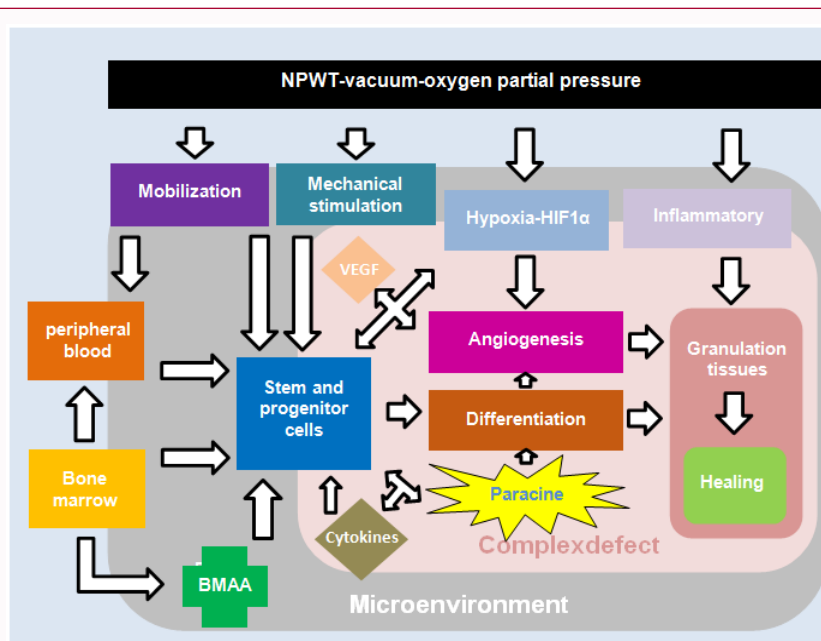 NPWT-vacuum-oxygen partial pressure
Mobilization
Mechanical
stimulation
Hypoxia-HIF1α
Inflammatory
VEGF
peripheral
blood
Stem and
progenitor
cells
Angiogenesis
Granulation
tissues
Differentiation
Bone
marrow
Paracine
Healing
Cytokines
Complexdefect
BMAA
Microenvironment